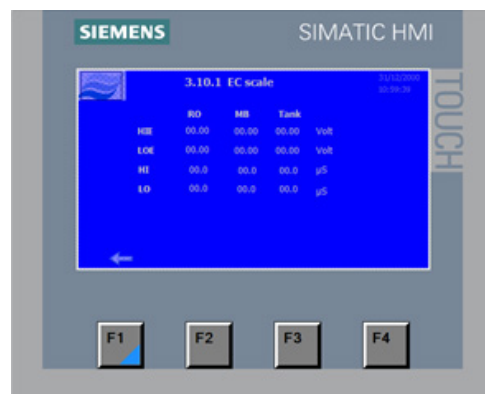 SIEMENS SIMATIC HMI
TOUCH
3.10.1 EC scale 31/12/2000
10:59:39
RO MB Tank
HIE 00.00 00.00 00.00 Volt
LOE 00.00 00.00 00.00 Volt
HI 00.0 00.0 00.0 µS
LO 00.0 00.0 00.0 µS
F1 F2 F3 F4